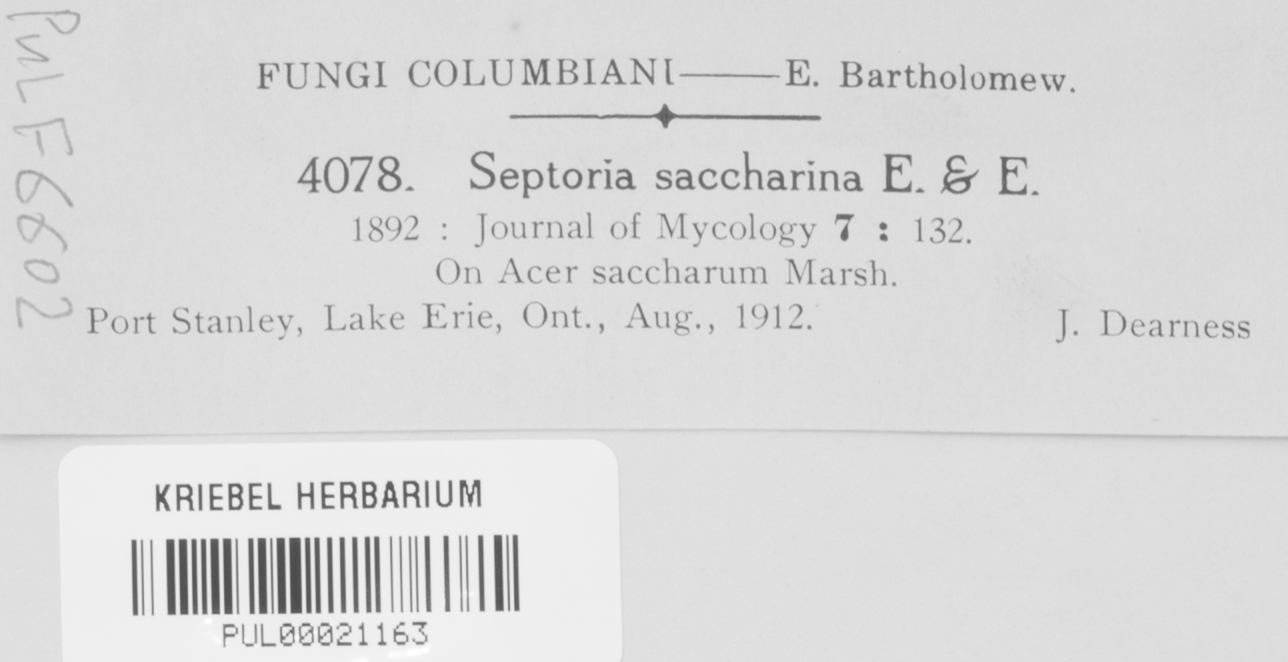 PUL F6602
FUNGI COLUMBIANI——E. Bartholomew.
4078. Septoria saccharina E. & E.
1892 : Journal of Mycology 7 : 132.
On Acer saccharum Marsh.
Port Stanley, Lake Erie, Ont., Aug., 1912. J. Dearness
KRIEBEL HERBARIUM
PUL00021163